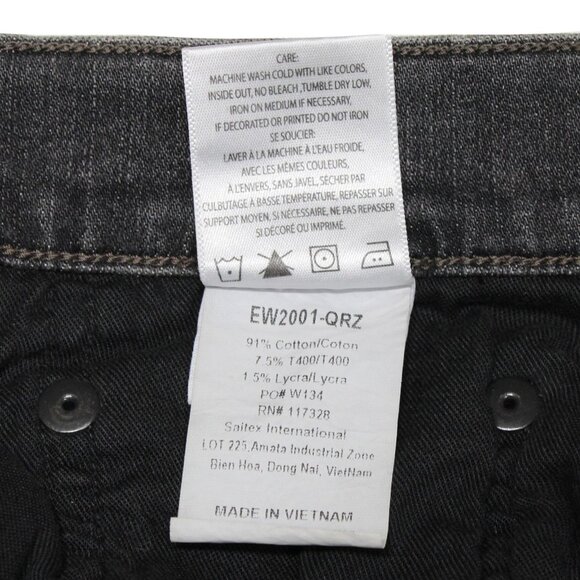 CARE:
MACHINE WASH COLD WITH LIKE COLORS,
INSIDE OUT, NO BLEACH ,TUMBLE DRY LOW,
IRON ON MEDIUM IF NECESSARY.
IF DECORATED OR PRINTED DO NOT IRON
SE SOUCIER:
LAVER À LA MACHINE À L'EAU FROIDE,
AVEC LES MÊMES COULEURS,
À L'ENVERS, SANS JAVEL, SÉCHER PAR
CULBUTAGE A BASSE TEMPÉRATURE, REPASSER SUR
SUPPORT MOYEN, SI NÉCESSAIRE, NE PAS REPASSER
SI DÉCORÉ OU IMPRIMÉ.
EW2001-QRZ
91% Cotton/Coton
7.5% T400/T400
1.5% Lycra/Lycra
PO# W134
RN# 117328
Saitex International
LOT 225,Amata Industrial Zone
Bien Hoa, Dong Nai, VietNam
MADE IN VIETNAM